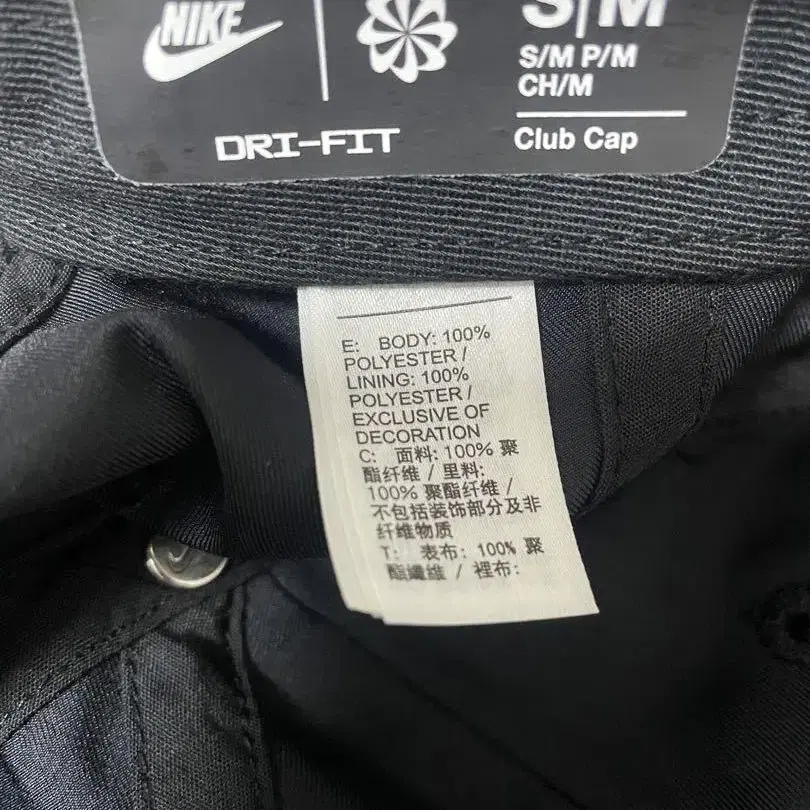 NIKE
S/M
S/M P/M
CH/M
DRI-FIT
Club Cap
E: BODY: 100%
POLYESTER /
LINING: 100%
POLYESTER /
EXCLUSIVE OF
DECORATION
C: 面料: 100% 聚
酯纤维 / 里料:
100% 聚酯纤维 /
不包括装饰部分及非
纤维物质
T: 表布: 100% 聚
酯纖維 / 裡布: